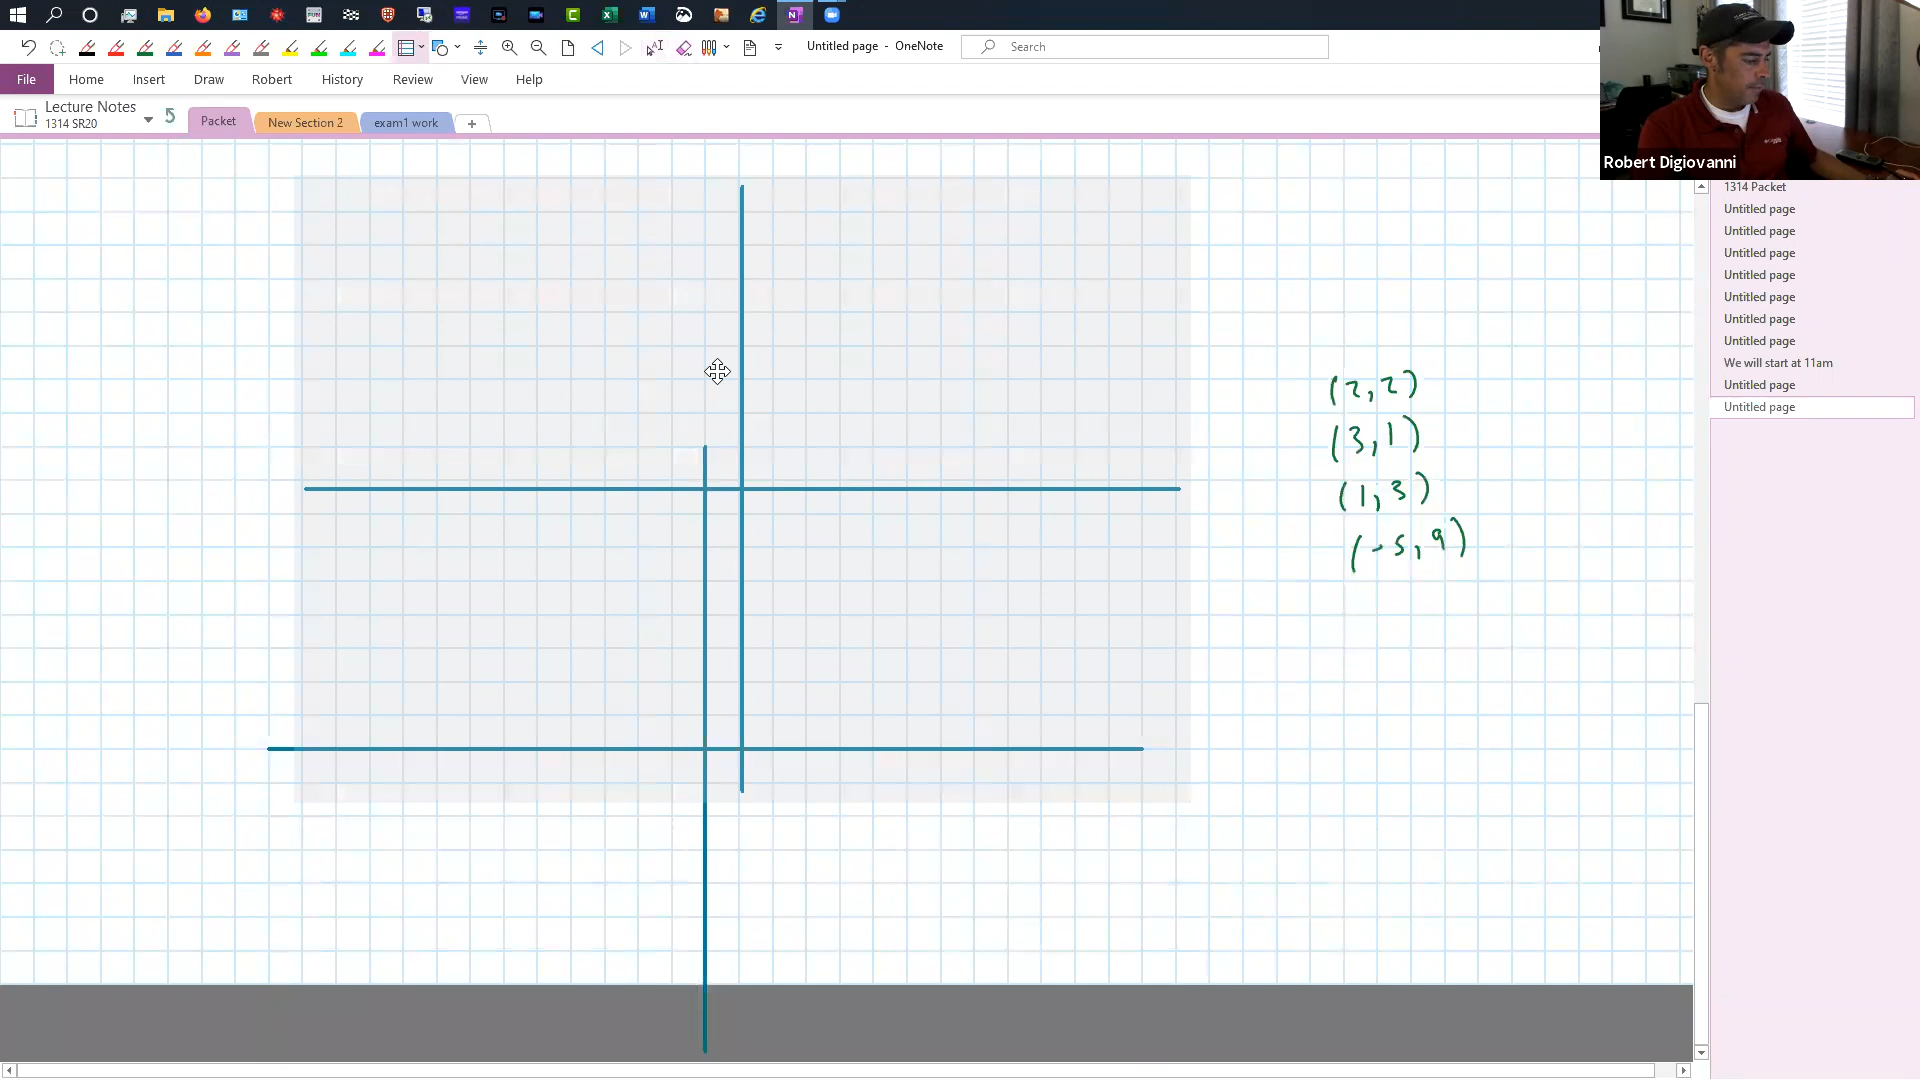 Untitled page - OneNote
Search
File Home Insert Draw Robert History Review View Help
Lecture Notes
1314 SR20
Packet
New Section 2
exam1 work
Robert Digiovanni
1314 Packet
Untitled page
Untitled page
Untitled page
Untitled page
Untitled page
Untitled page
Untitled page
We will start at 11am
Untitled page
Untitled page
(2,2)
(3,1)
(1,3)
(-5,9)